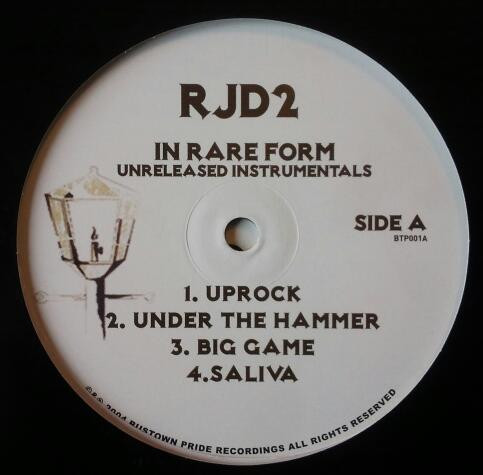 RJD2
IN RARE FORM
UNRELEASED INSTRUMENTALS
SIDE A
BTP001A
1. UPROCK
2. UNDER THE HAMMER
3. BIG GAME
4.SALIVA
©℗ 2004 BUSTOWN PRIDE RECORDINGS ALL RIGHTS RESERVED